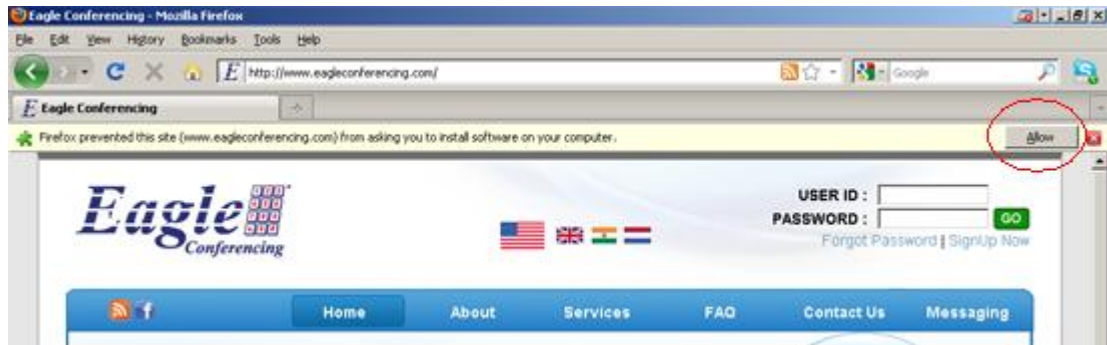 Eagle Conferencing - Mozilla Firefox
File Edit View History Bookmarks Tools Help
E http://www.eagleconferencing.com/ Google
E Eagle Conferencing
Firefox prevented this site (www.eagleconferencing.com) from asking you to install software on your computer. Allow
Eagle
Conferencing
USER ID :
PASSWORD : GO
Forgot Password | SignUp Now
f Home About Services FAQ Contact Us Messaging